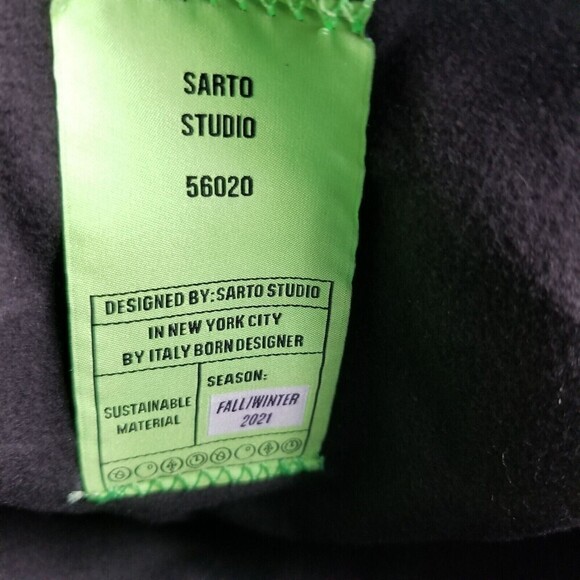 SARTO
STUDIO
56020
DESIGNED BY:SARTO STUDIO
IN NEW YORK CITY
BY ITALY BORN DESIGNER
SUSTAINABLE
MATERIAL
SEASON:
FALL/WINTER
2021